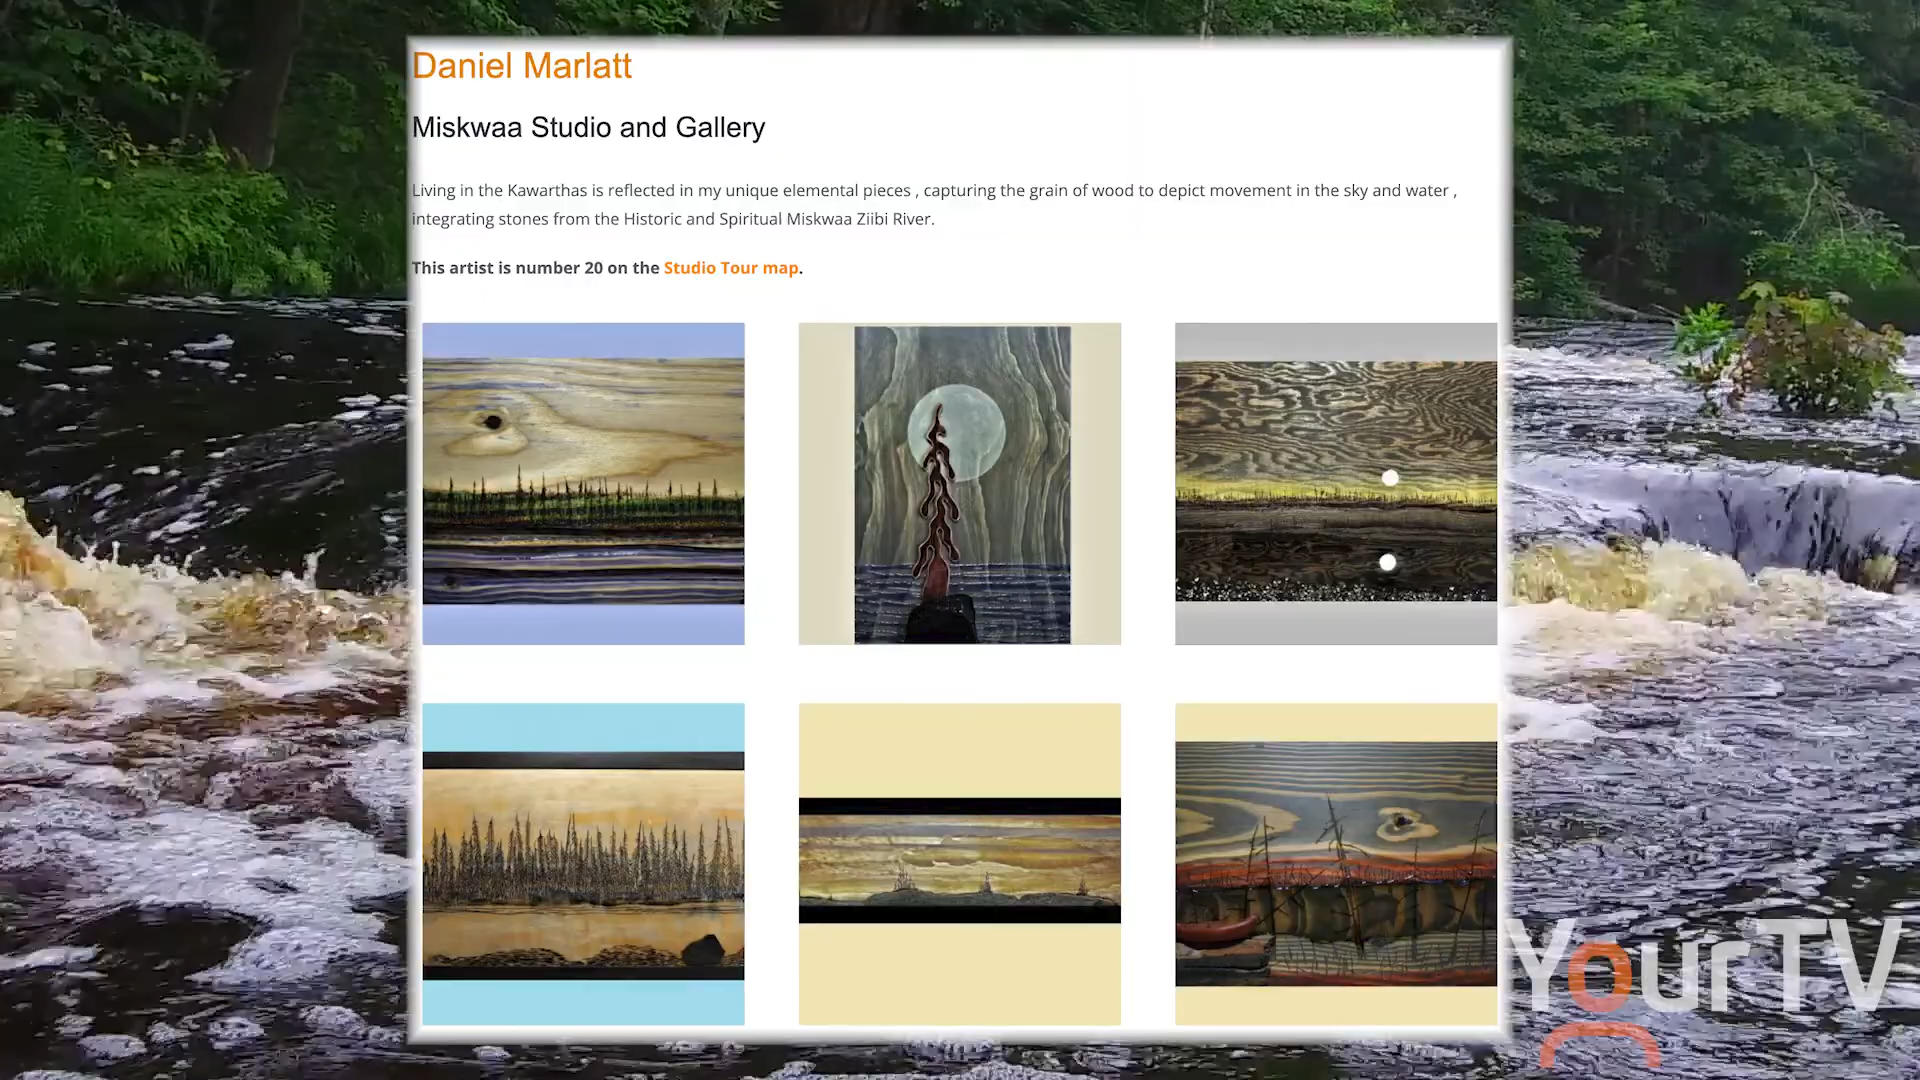 Daniel Marlatt
Miskwaa Studio and Gallery
Living in the Kawarthas is reflected in my unique elemental pieces , capturing the grain of wood to depict movement in the sky and water ,
integrating stones from the Historic and Spiritual Miskwaa Ziibi River.
This artist is number 20 on the Studio Tour map.
YourTV